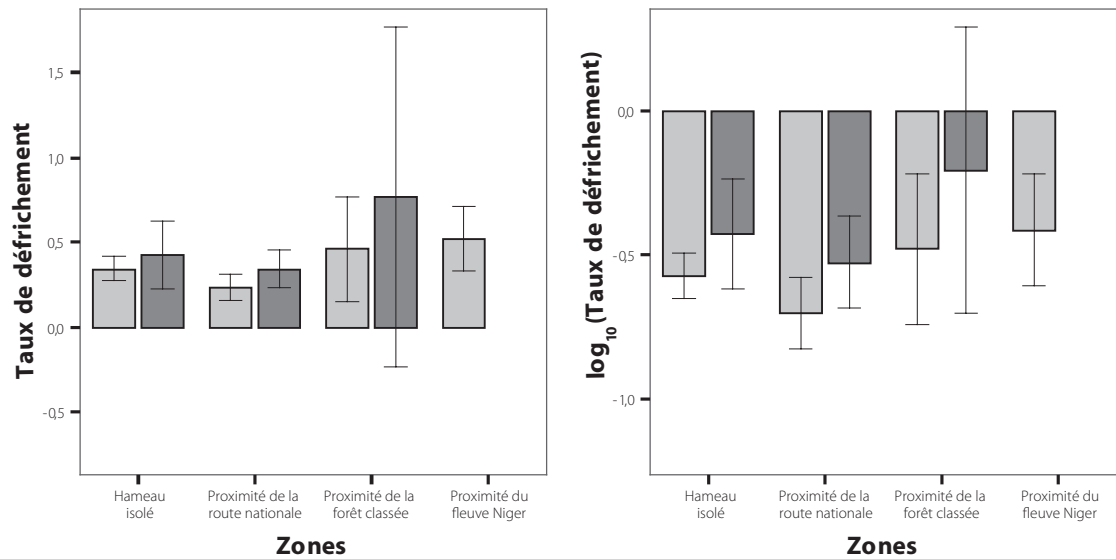 Taux de défrichement
1,5
1,0
0,5
0,0
-0,5
Hameau
isolé
Proximité de la
route nationale
Proximité de la
forêt classée
Proximité du
fleuve Niger
Zones
log10(Taux de défrichement)
0,0
-0,5
-1,0
Hameau
isolé
Proximité de la
route nationale
Proximité de la
forêt classée
Proximité du
fleuve Niger
Zones